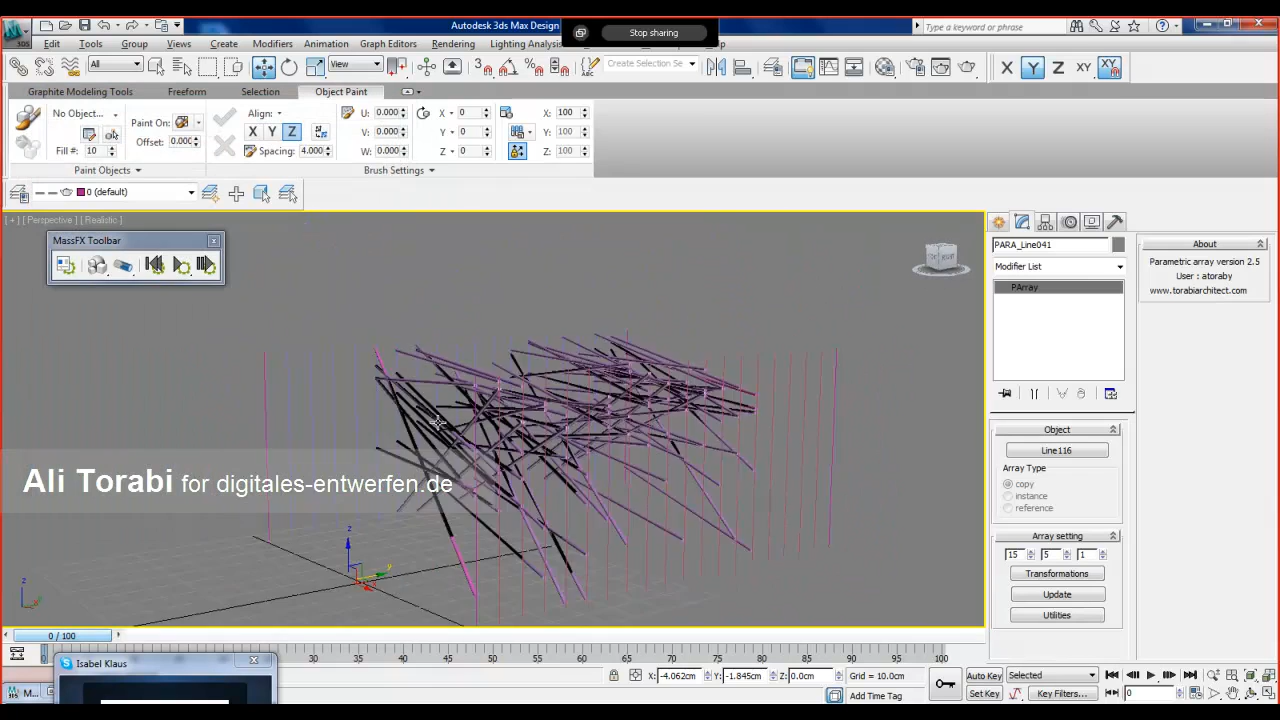 Autodesk 3ds Max Design
Stop sharing
Type a keyword or phrase
Edit Tools Group Views Create Modifiers Animation Graph Editors Rendering Lighting Analysis
All View Create Selection Se X Y Z XY XY
Graphite Modeling Tools Freeform Selection Object Paint
No Object... Paint On: Align: U: 0.000 X 0 X: 100
X Y Z V: 0.000 Y 0 Y: 100
Offset: 0.000
Fill #: 10 Spacing: 4.000 W: 0.000 Z 0 Z: 100
Paint Objects Brush Settings
0 (default)
[ + ] [ Perspective ] [ Realistic ]
MassFX Toolbar
PARA_Line041
Modifier List
PArray
About
Parametric array version 2.5
User : atoraby
www.torabiarchitect.com
Object
Line116
Array Type
copy
instance
reference
Array setting
15 5 1
Transformations
Update
Utilities
Ali Torabi for digitales-entwerfen.de
z
y
z
0 / 100
30 35 40 45 50 55 60 65 70 75 80 85 90 95 100
Isabel Klaus
X: -4.062cm Y: -1.845cm Z: 0.0cm Grid = 10.0cm Auto Key Selected
M... Add Time Tag Set Key Key Filters... 0